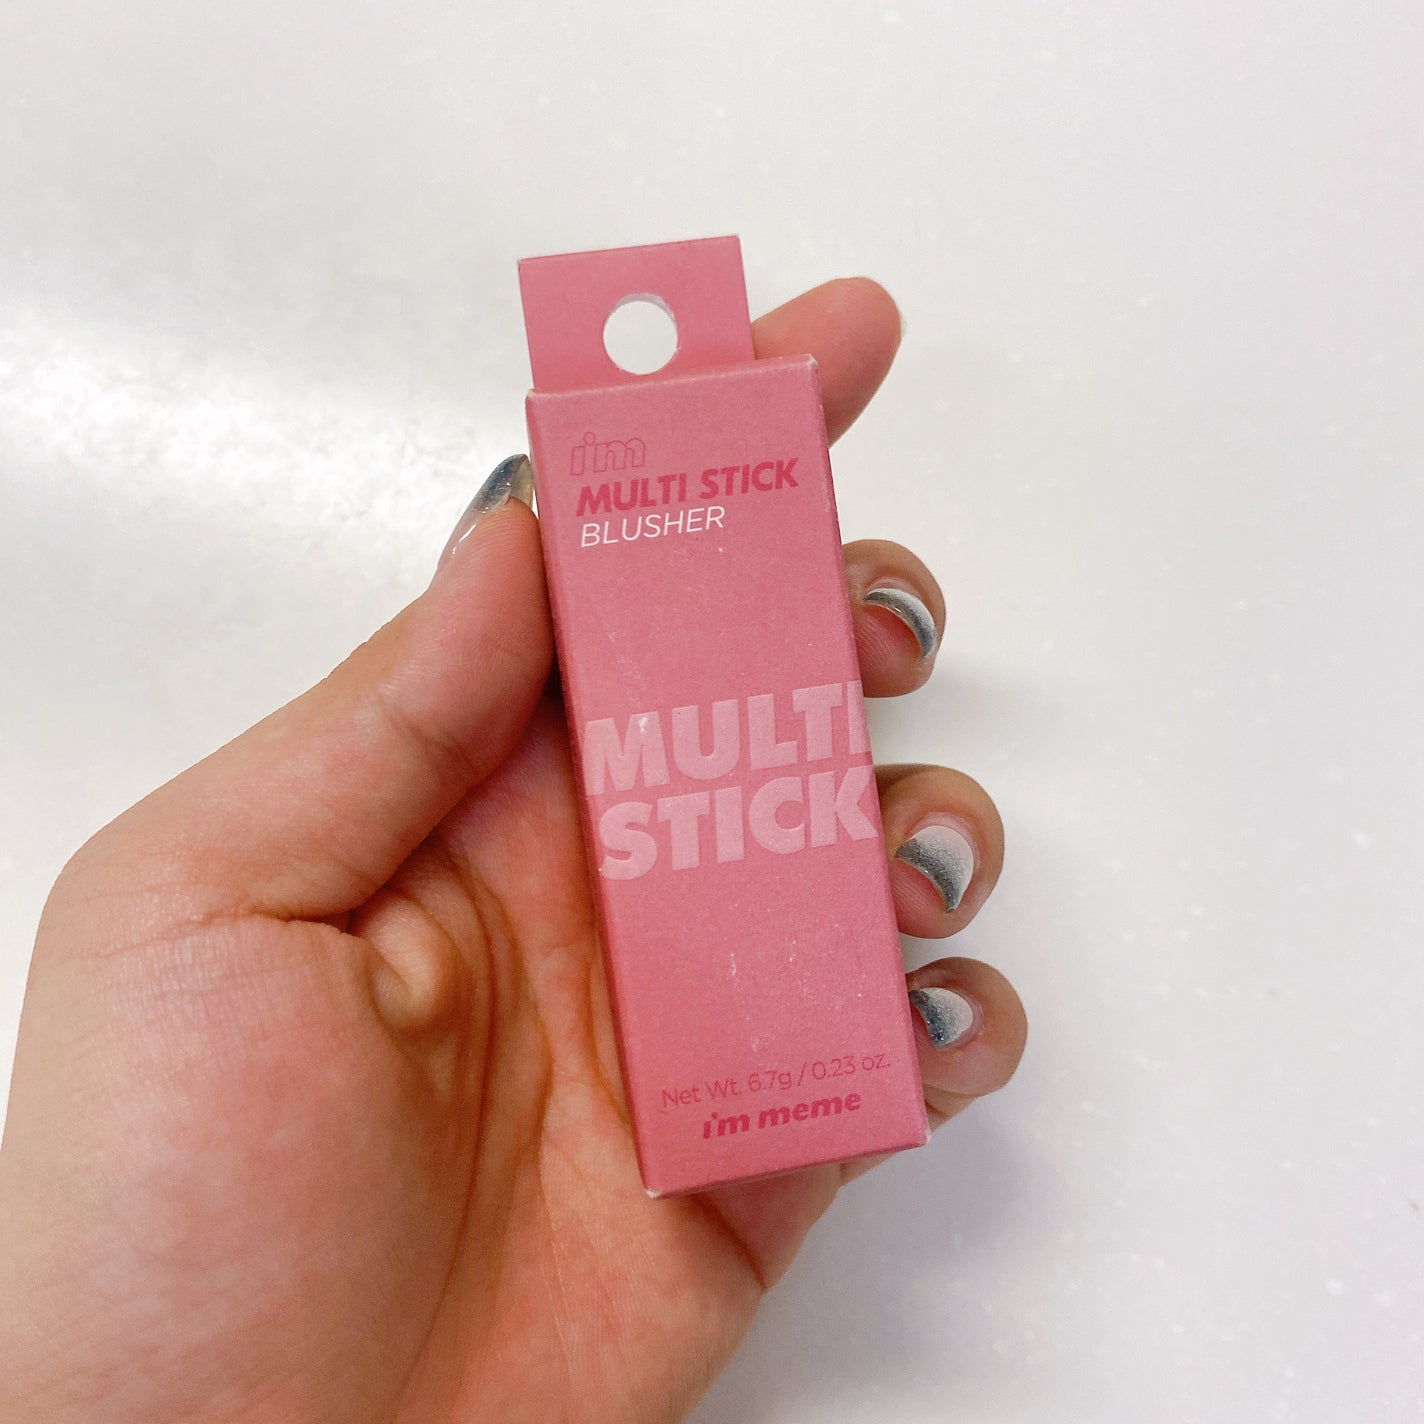 i'm
MULTI STICK
BLUSHER
MULTI
STICK
Net Wt. 6.7g / 0.23 oz.
i'm meme